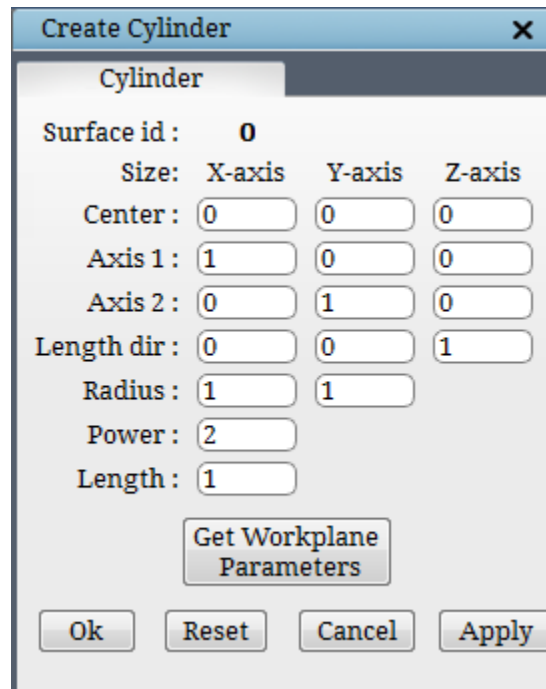 Create Cylinder ×
Cylinder
Surface id : 0
Size: X-axis Y-axis Z-axis
Center : 0 0 0
Axis 1 : 1 0 0
Axis 2 : 0 1 0
Length dir : 0 0 1
Radius : 1 1
Power : 2
Length : 1
Get Workplane
Parameters
Ok Reset Cancel Apply